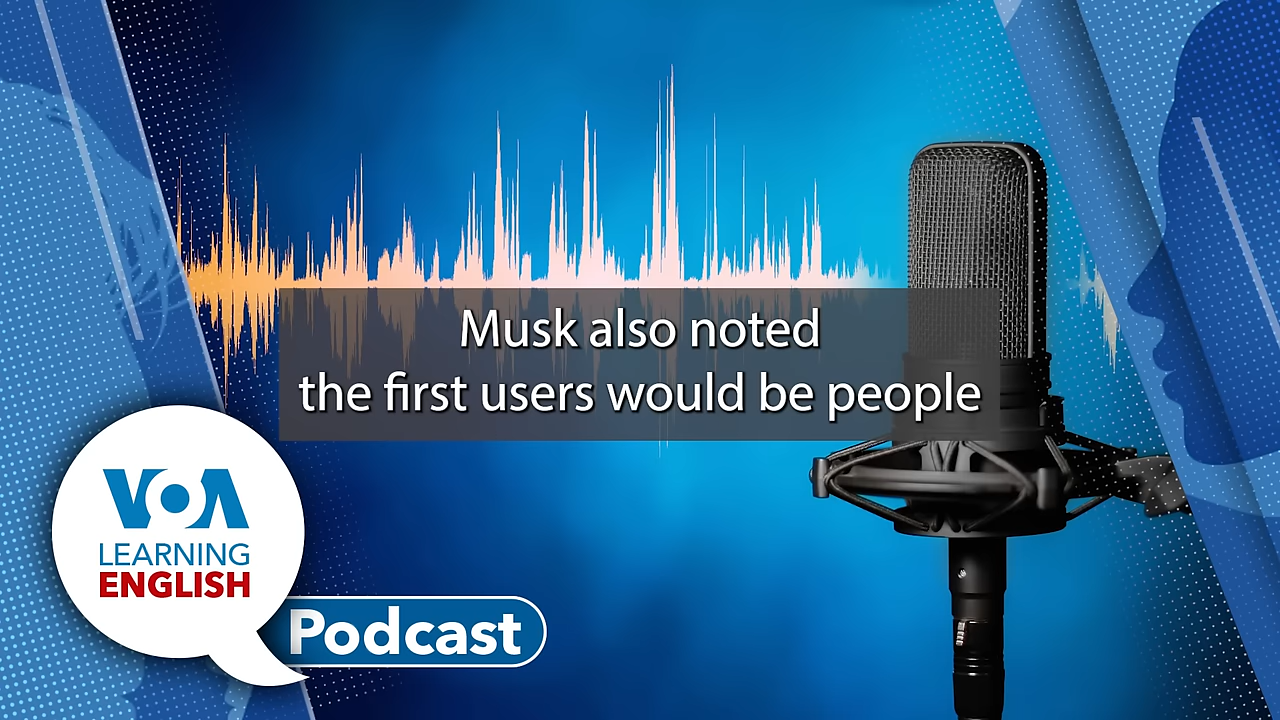 Musk also noted
the first users would be people
VOA
LEARNING
ENGLISH
Podcast